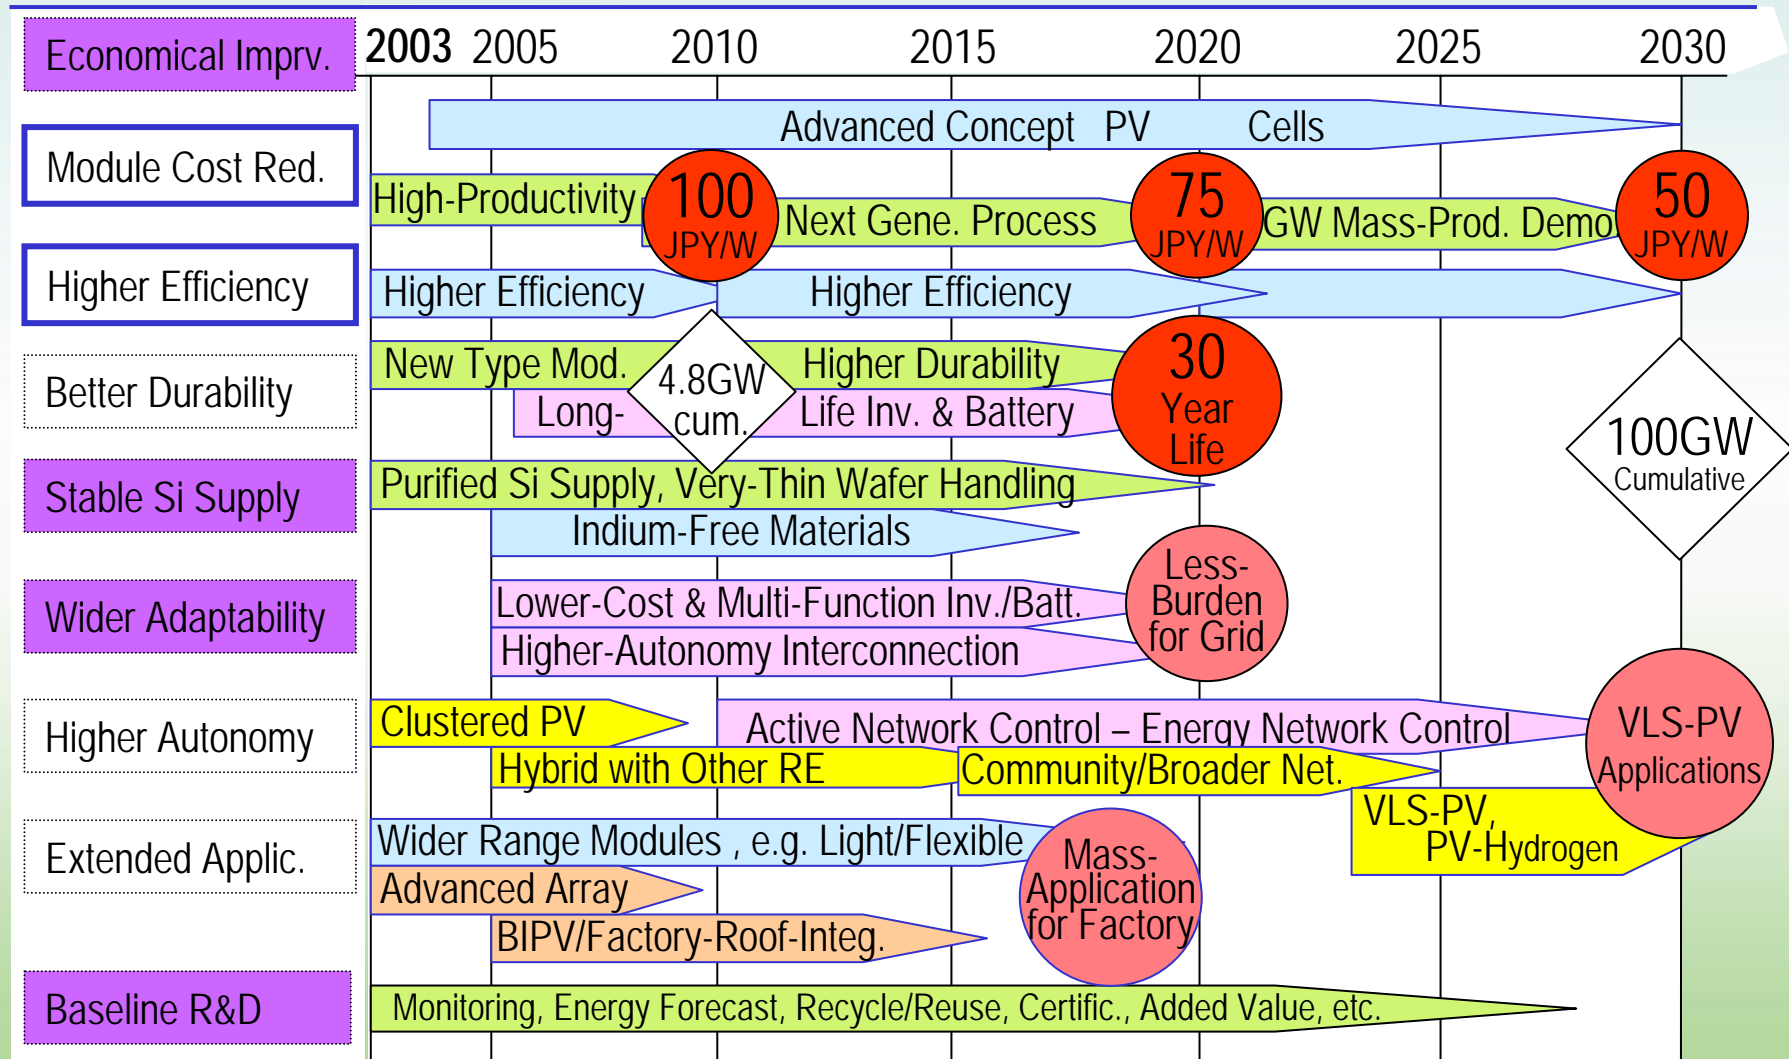 Economical Imprv.
2003 2005 2010 2015 2020 2025 2030
Advanced Concept PV Cells
Module Cost Red.
High-Productivity
100
JPY/W
Next Gene. Process
75
JPY/W
GW Mass-Prod. Demo
50
JPY/W
Higher Efficiency
Higher Efficiency
Higher Efficiency
Better Durability
New Type Mod.
4.8GW
cum.
Higher Durability
Long-
Life Inv. & Battery
30
Year
Life
100GW
Cumulative
Stable Si Supply
Purified Si Supply, Very-Thin Wafer Handling
Indium-Free Materials
Wider Adaptability
Lower-Cost & Multi-Function Inv./Batt.
Higher-Autonomy Interconnection
Less-
Burden
for Grid
Higher Autonomy
Clustered PV
Active Network Control – Energy Network Control
Hybrid with Other RE
Community/Broader Net.
VLS-PV
Applications
VLS-PV,
PV-Hydrogen
Extended Applic.
Wider Range Modules , e.g. Light/Flexible
Advanced Array
BIPV/Factory-Roof-Integ.
Mass-
Application
for Factory
Baseline R&D
Monitoring, Energy Forecast, Recycle/Reuse, Certific., Added Value, etc.